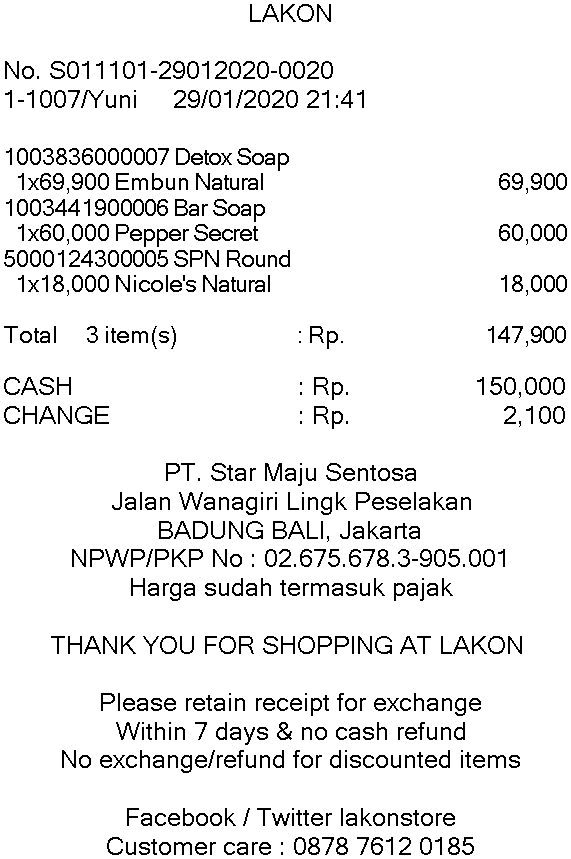 LAKON
No. S011101-29012020-0020
1-1007/Yuni 29/01/2020 21:41
1003836000007 Detox Soap
1x69,900 Embun Natural 69,900
1003441900006 Bar Soap
1x60,000 Pepper Secret 60,000
5000124300005 SPN Round
1x18,000 Nicole's Natural 18,000
Total 3 item(s) : Rp. 147,900
CASH : Rp. 150,000
CHANGE : Rp. 2,100
PT. Star Maju Sentosa
Jalan Wanagiri Lingk Peselakan
BADUNG BALI, Jakarta
NPWP/PKP No : 02.675.678.3-905.001
Harga sudah termasuk pajak
THANK YOU FOR SHOPPING AT LAKON
Please retain receipt for exchange
Within 7 days & no cash refund
No exchange/refund for discounted items
Facebook / Twitter lakonstore
Customer care : 0878 7612 0185